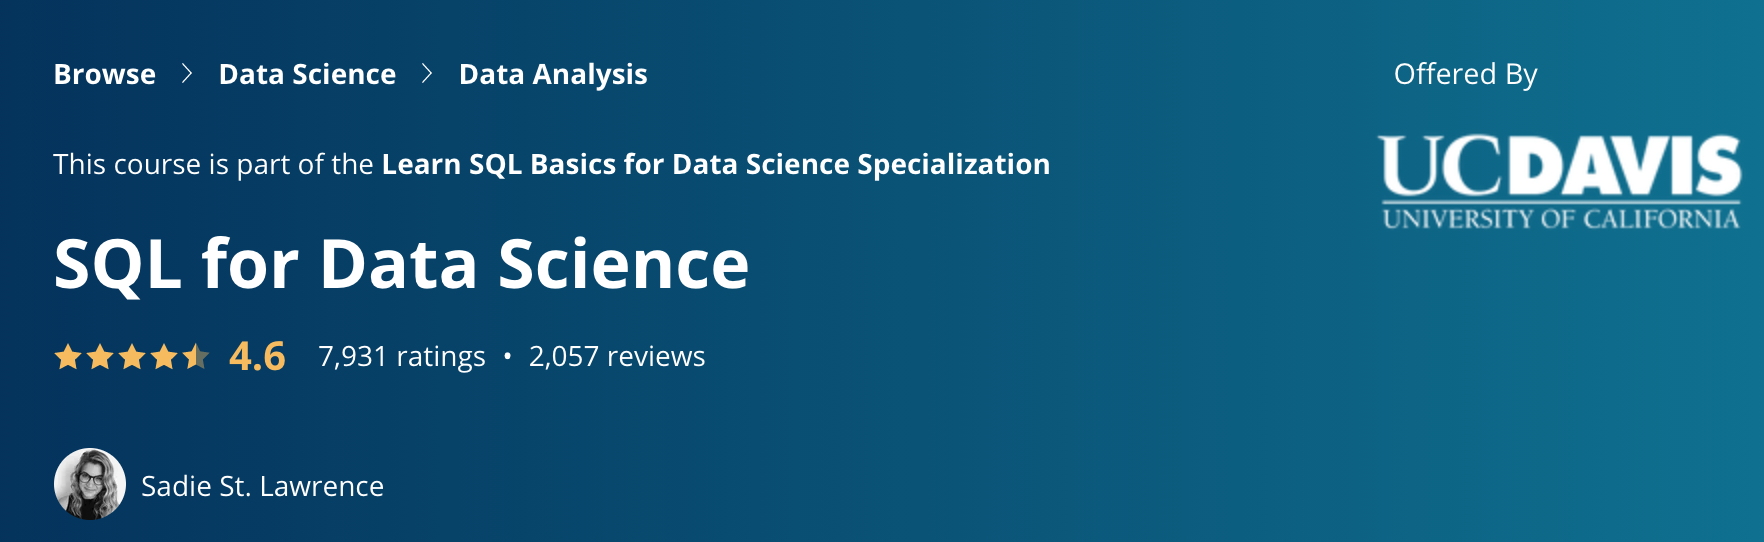 Browse > Data Science > Data Analysis
Offered By
This course is part of the Learn SQL Basics for Data Science Specialization
UCDAVIS
UNIVERSITY OF CALIFORNIA
SQL for Data Science
4.6 7,931 ratings • 2,057 reviews
Sadie St. Lawrence